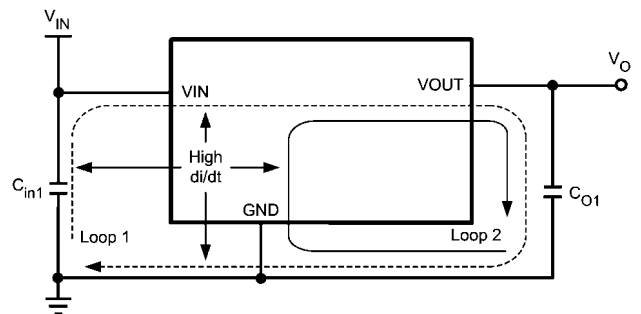 VIN
VO
VIN
VOUT
High
di/dt
Cin1
CO1
GND
Loop 1
Loop 2